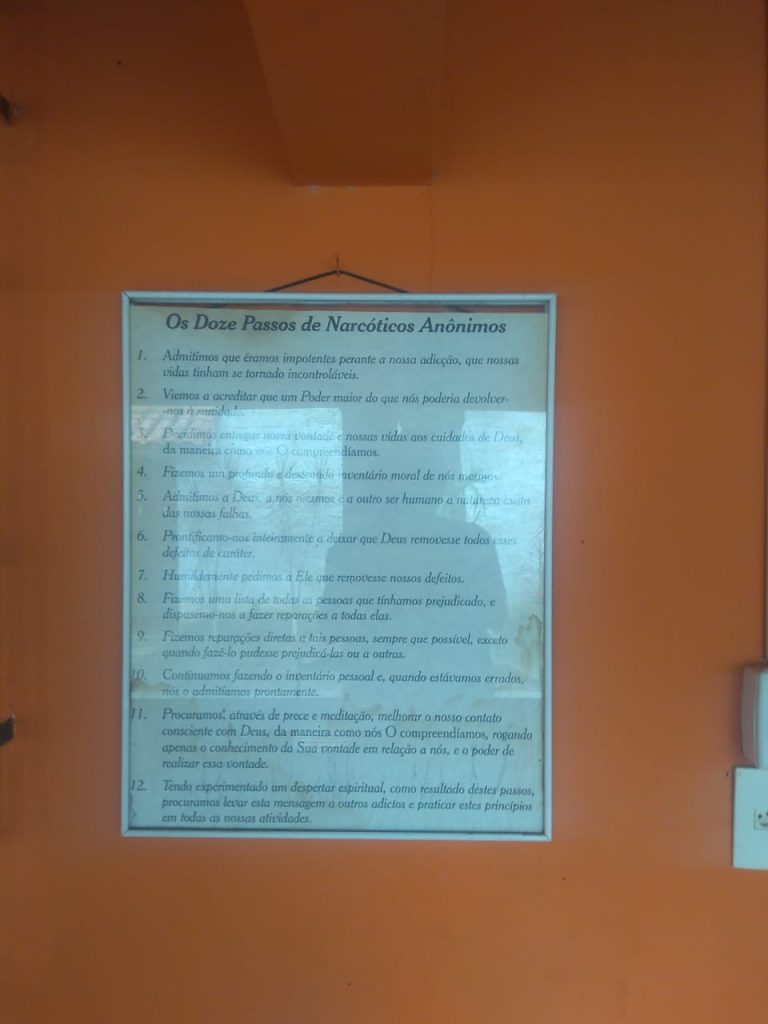 Os Doze Passos de Narcóticos Anônimos
1. Admitimos que éramos impotentes perante a nossa adicção, que nossas
vidas tinham se tornado incontroláveis.
2. Viemos a acreditar que um Poder maior do que nós poderia devolver-
-nos à sanidade.
3. Decidimos entregar nossa vontade e nossas vidas aos cuidados de Deus,
da maneira como nós O compreendíamos.
4. Fizemos um profundo e destemido inventário moral de nós mesmos.
5. Admitimos a Deus, a nós mesmos e a outro ser humano a natureza exata
das nossas falhas.
6. Prontificamo-nos inteiramente a deixar que Deus removesse todos esses
defeitos de caráter.
7. Humildemente pedimos a Ele que removesse nossos defeitos.
8. Fizemos uma lista de todas as pessoas que tínhamos prejudicado, e
dispusemo-nos a fazer reparações a todas elas.
9. Fizemos reparações diretas a tais pessoas, sempre que possível, exceto
quando fazê-lo pudesse prejudicá-las ou a outras.
10. Continuamos fazendo o inventário pessoal e, quando estávamos errados,
nós o admitíamos prontamente.
11. Procuramos, através de prece e meditação, melhorar o nosso contato
consciente com Deus, da maneira como nós O compreendíamos, rogando
apenas o conhecimento da Sua vontade em relação a nós, e o poder de
realizar essa vontade.
12. Tendo experimentado um despertar espiritual, como resultado destes passos,
procuramos levar esta mensagem a outros adictos e praticar estes princípios
em todas as nossas atividades.